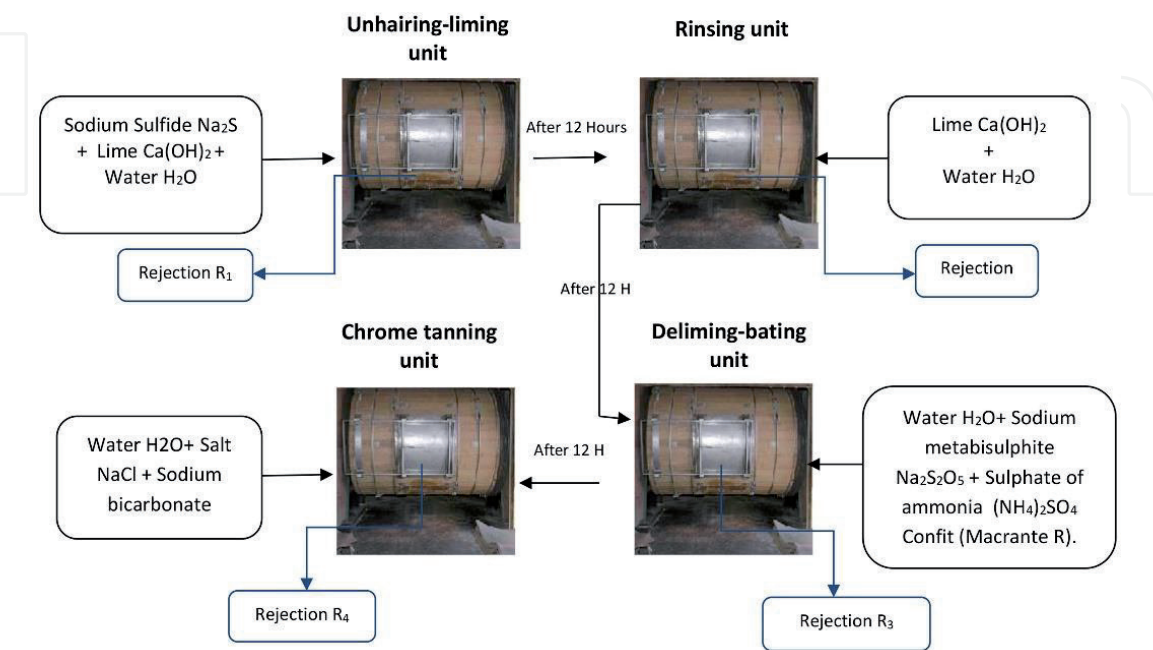 Unhairing-liming
unit
Rinsing unit
Sodium Sulfide Na₂S
+ Lime Ca(OH)₂ +
Water H₂O
After 12 Hours
Lime Ca(OH)₂
+
Water H₂O
Rejection R₁
Rejection
After 12 H
Chrome tanning
unit
Deliming-bating
unit
Water H2O+ Salt
NaCl + Sodium
bicarbonate
After 12 H
Water H₂O+ Sodium
metabisulphite
Na₂S₂O₅ + Sulphate of
ammonia (NH₄)₂SO₄
Confit (Macrante R).
Rejection R₄
Rejection R₃